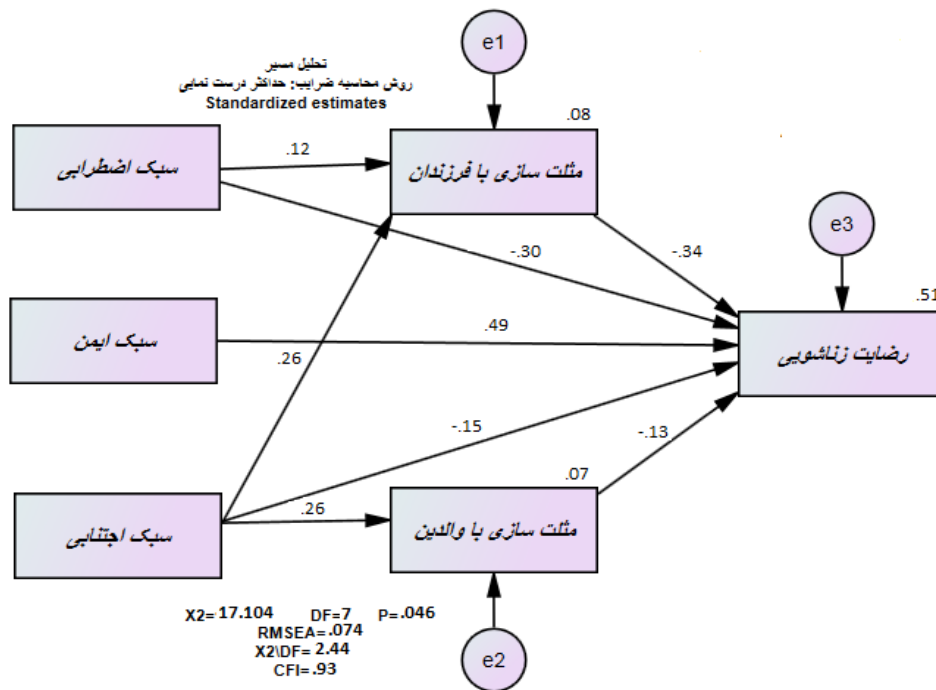 e1
تحلیل مسیر
روش محاسبه ضرایب: حداکثر درست نمایی
Standardized estimates
.08
سبک اضطرابی
.12
مثلث سازی با فرزندان
e3
-.30
-.34
.51
سبک ایمن
.49
رضایت زناشویی
.26
-.15
-.13
.07
سبک اجتنابی
.26
مثلث سازی با والدین
X2=17.104 DF=7 P=.046
RMSEA=.074
X2\DF= 2.44
CFI=.93
e2